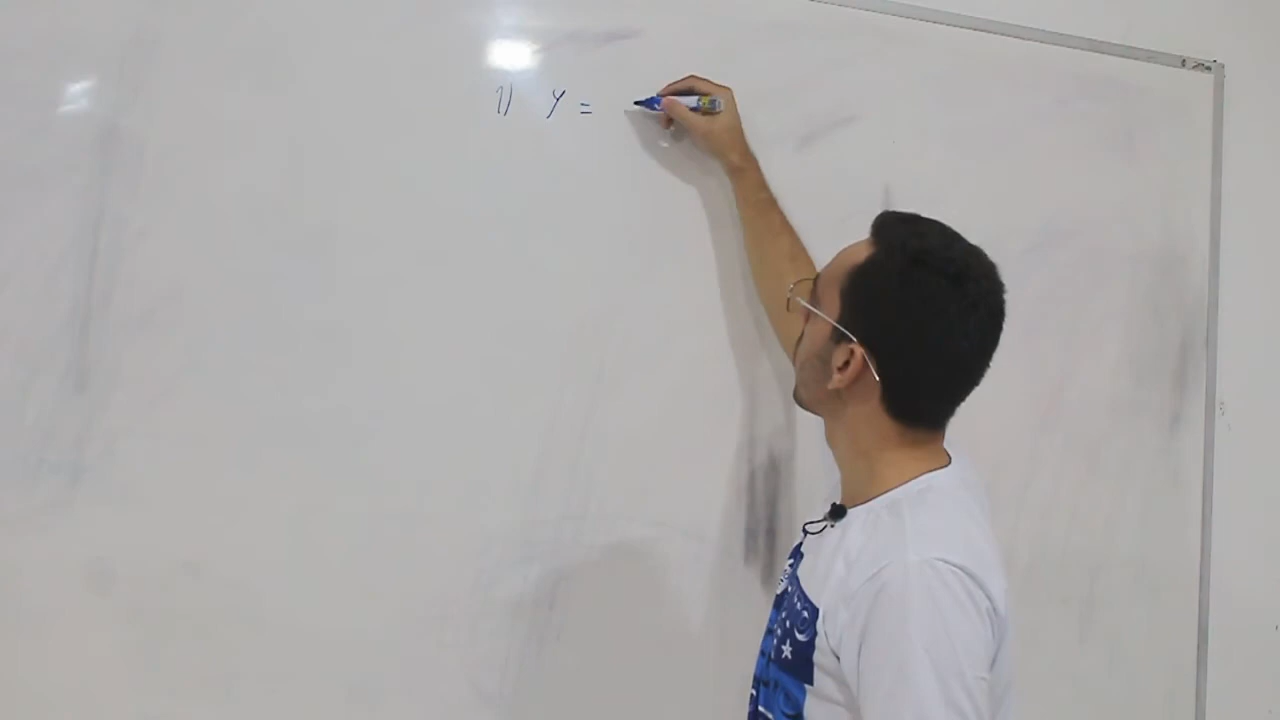 1) y =